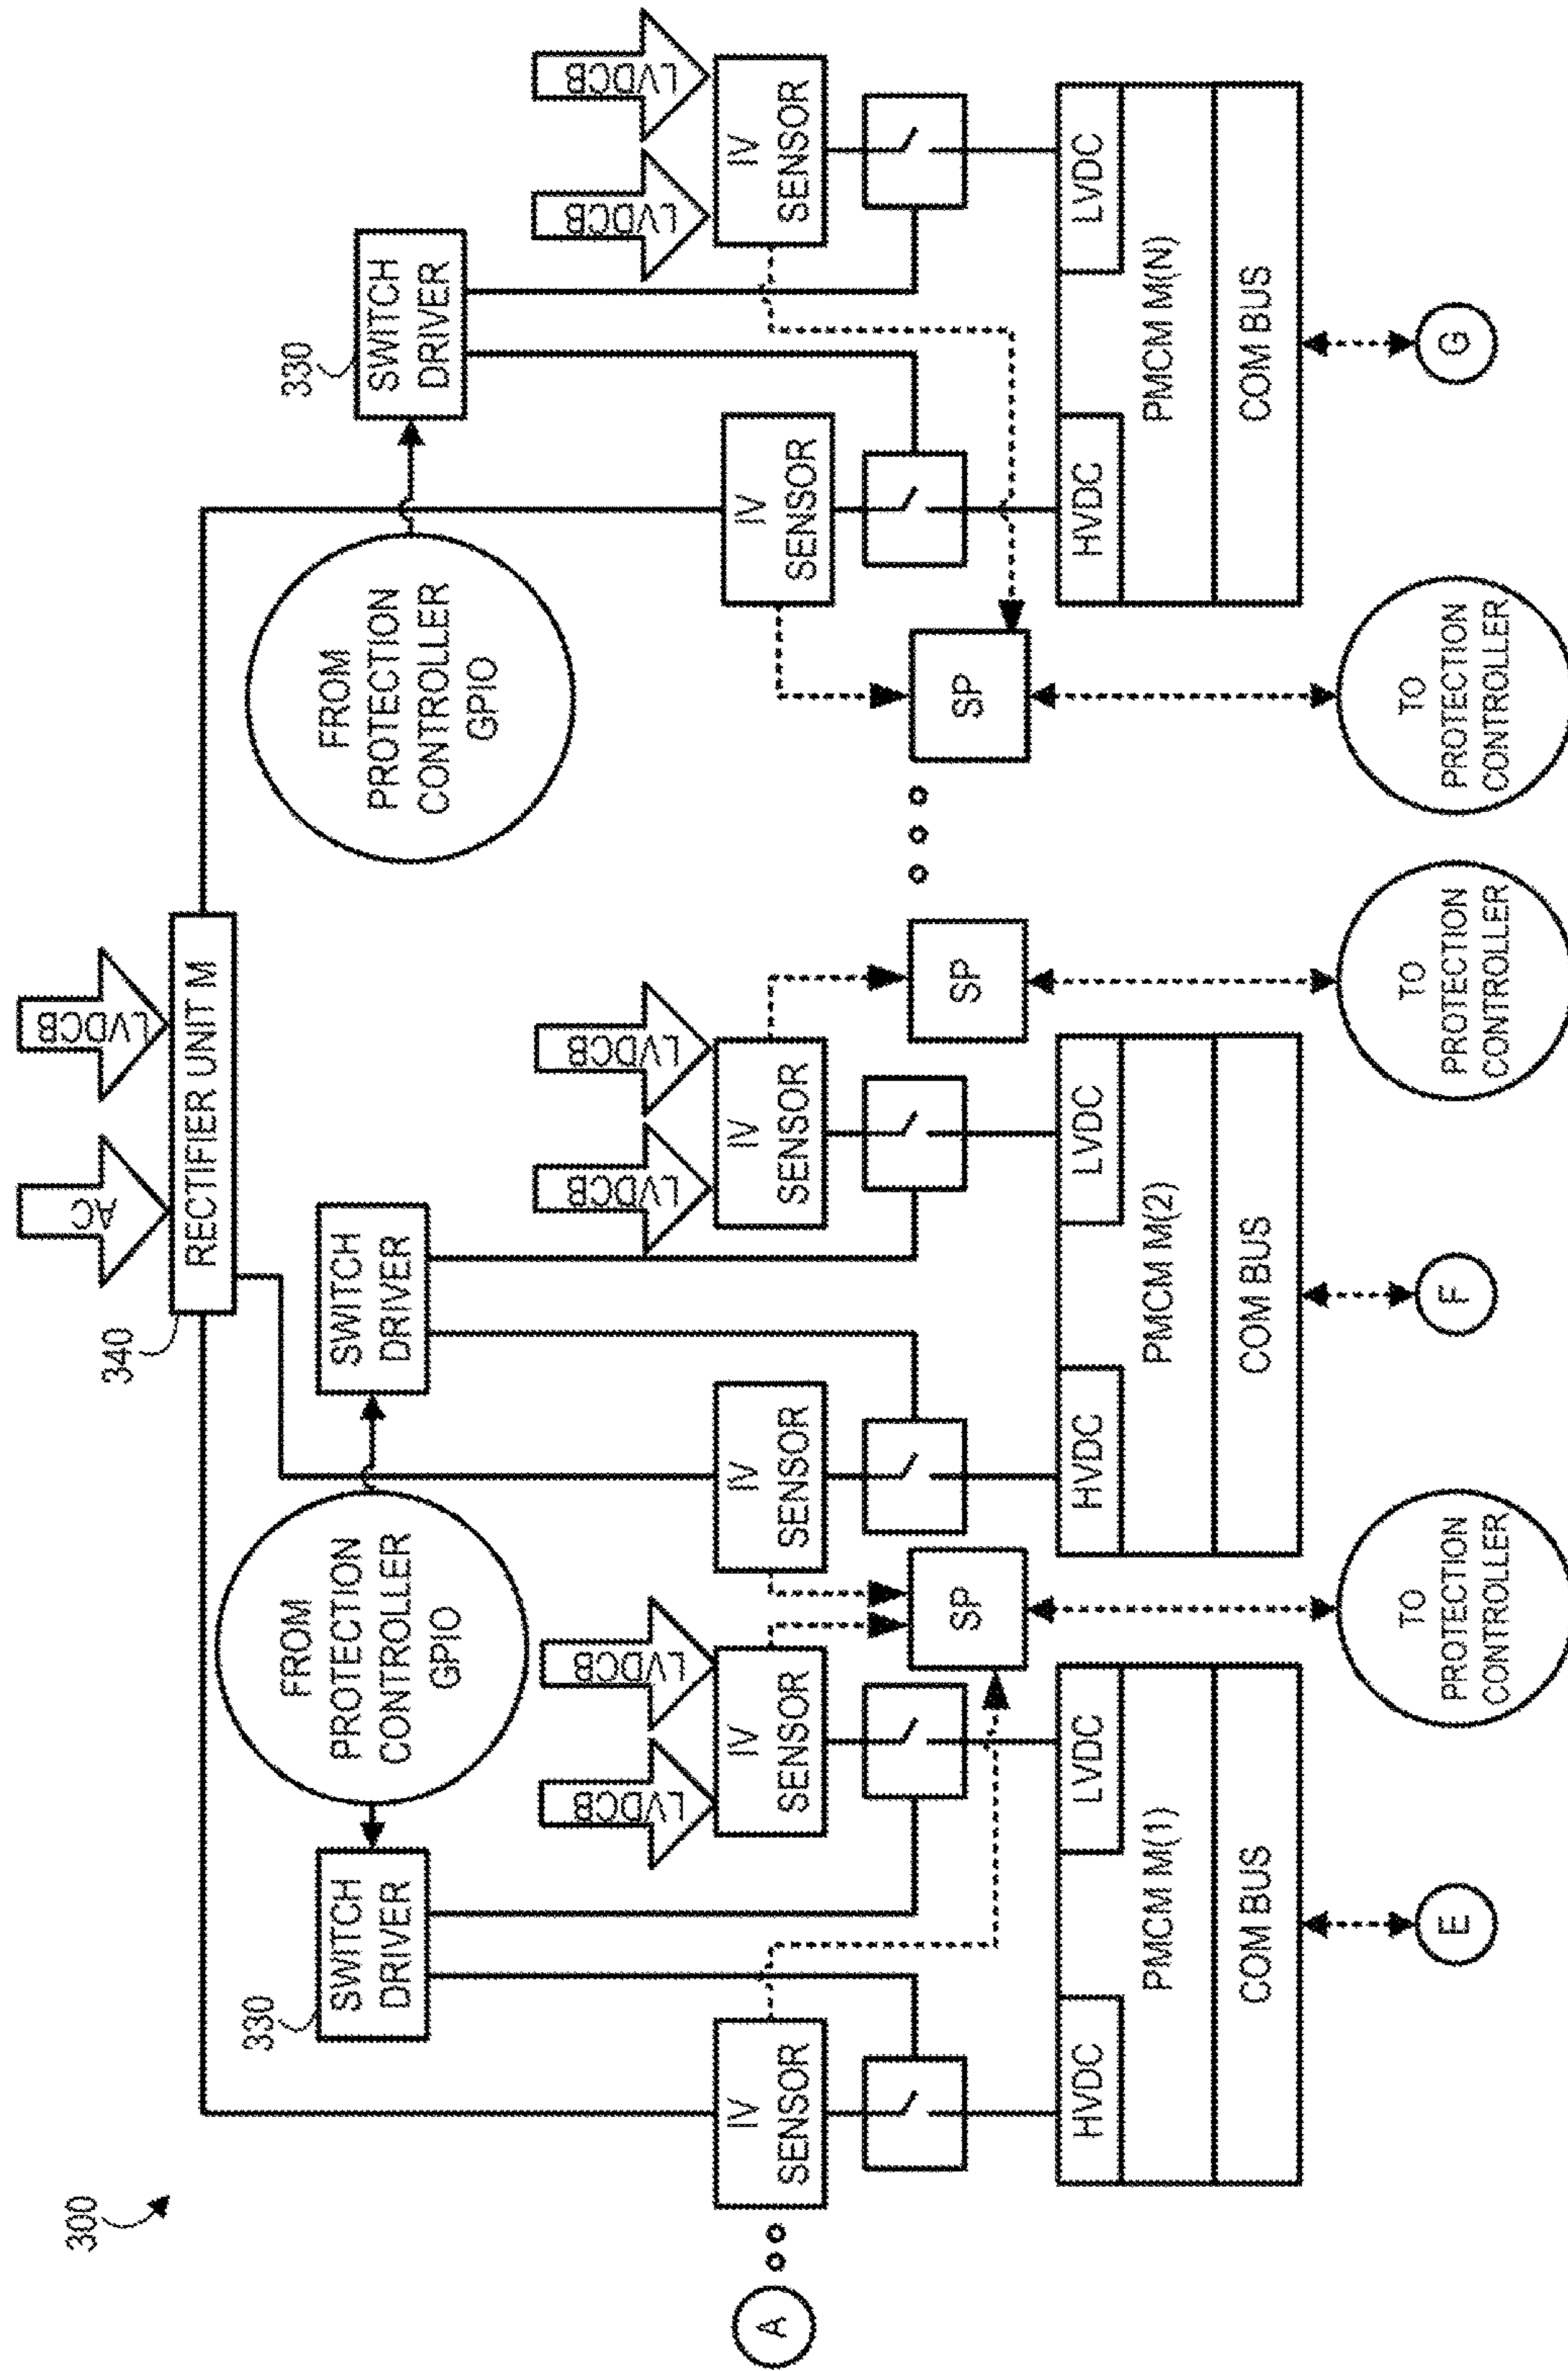 300
AC
LVDCB
340
RECTIFIER UNIT M
330
SWITCH
DRIVER
FROM
PROTECTION
CONTROLLER
GPIO
SWITCH
DRIVER
FROM
PROTECTION
CONTROLLER
GPIO
330
SWITCH
DRIVER
LVDCB
LVDCB
LVDCB
LVDCB
LVDCB
LVDCB
A
IV
SENSOR
IV
SENSOR
IV
SENSOR
IV
SENSOR
IV
SENSOR
IV
SENSOR
SP
SP
SP
HVDC
LVDC
PMCM M(1)
COM BUS
HVDC
LVDC
PMCM M(2)
COM BUS
HVDC
LVDC
PMCM M(N)
COM BUS
E
TO
PROTECTION
CONTROLLER
F
TO
PROTECTION
CONTROLLER
TO
PROTECTION
CONTROLLER
G